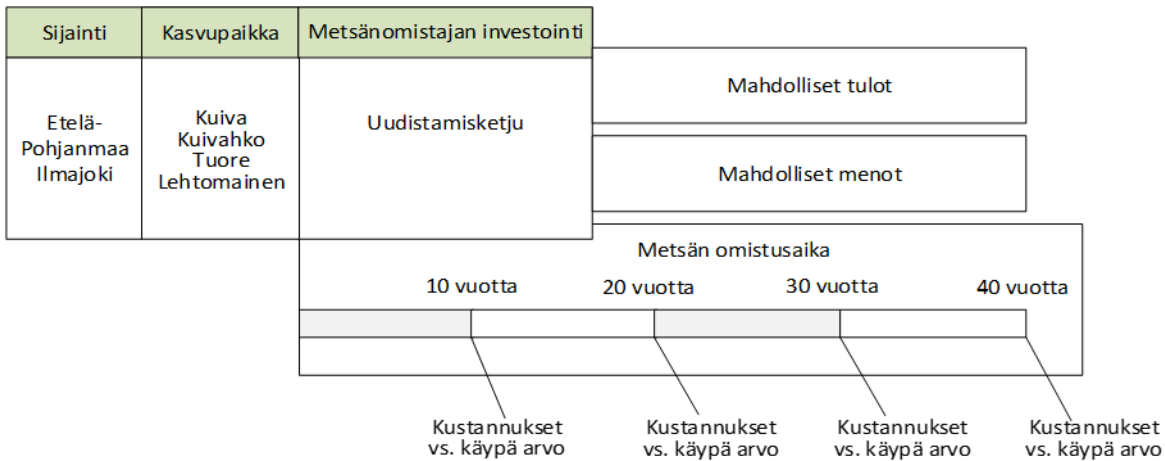 Sijainti
Kasvupaikka
Metsänomistajan investointi
Etelä-
Pohjanmaa
Ilmajoki
Kuiva
Kuivahko
Tuore
Lehtomainen
Uudistamisketju
Mahdolliset tulot
Mahdolliset menot
Metsän omistusaika
10 vuotta
20 vuotta
30 vuotta
40 vuotta
Kustannukset
vs. käypä arvo
Kustannukset
vs. käypä arvo
Kustannukset
vs. käypä arvo
Kustannukset
vs. käypä arvo